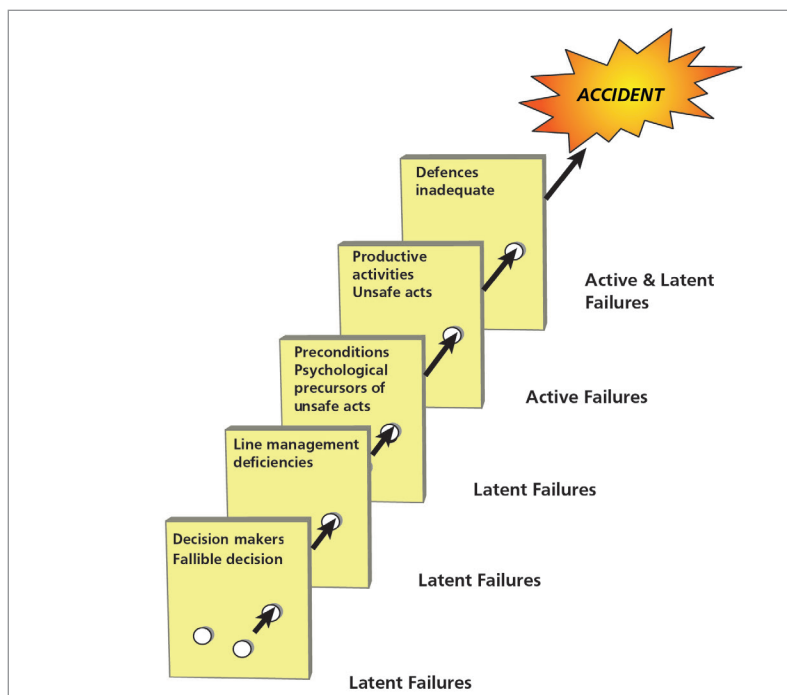 ACCIDENT
Defences
inadequate
Active & Latent
Failures
Productive
activities
Unsafe acts
Active Failures
Preconditions
Psychological
precursors of
unsafe acts
Latent Failures
Line management
deficiencies
Latent Failures
Decision makers
Fallible decision
Latent Failures